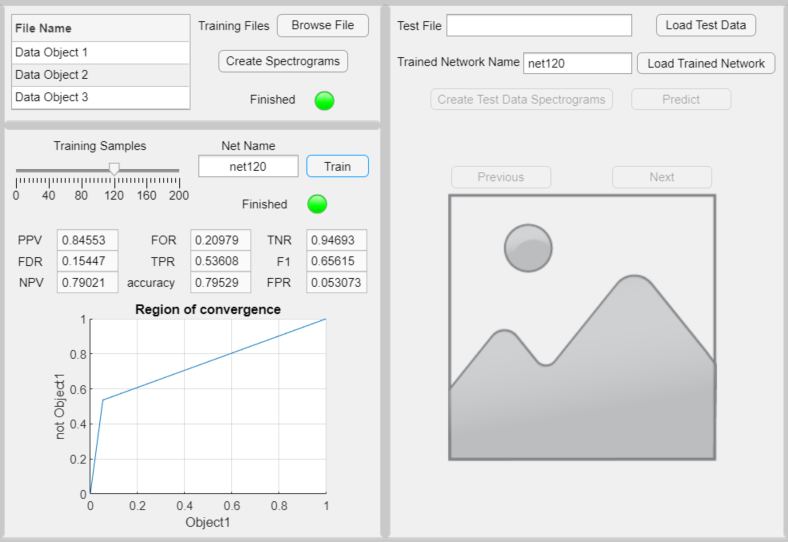 File Name
Data Object 1
Data Object 2
Data Object 3
Training Files
Browse File
Create Spectrograms
Finished
Training Samples
0 40 80 120 160 200
Net Name
net120
Train
Finished
PPV 0.84553 FOR 0.20979 TNR 0.94693
FDR 0.15447 TPR 0.53608 F1 0.65615
NPV 0.79021 accuracy 0.79529 FPR 0.053073
Region of convergence
1
0.8
0.6
0.4
0.2
0
not Object1
0 0.2 0.4 0.6 0.8 1
Object1
Test File
Load Test Data
Trained Network Name net120 Load Trained Network
Create Test Data Spectrograms Predict
Previous Next